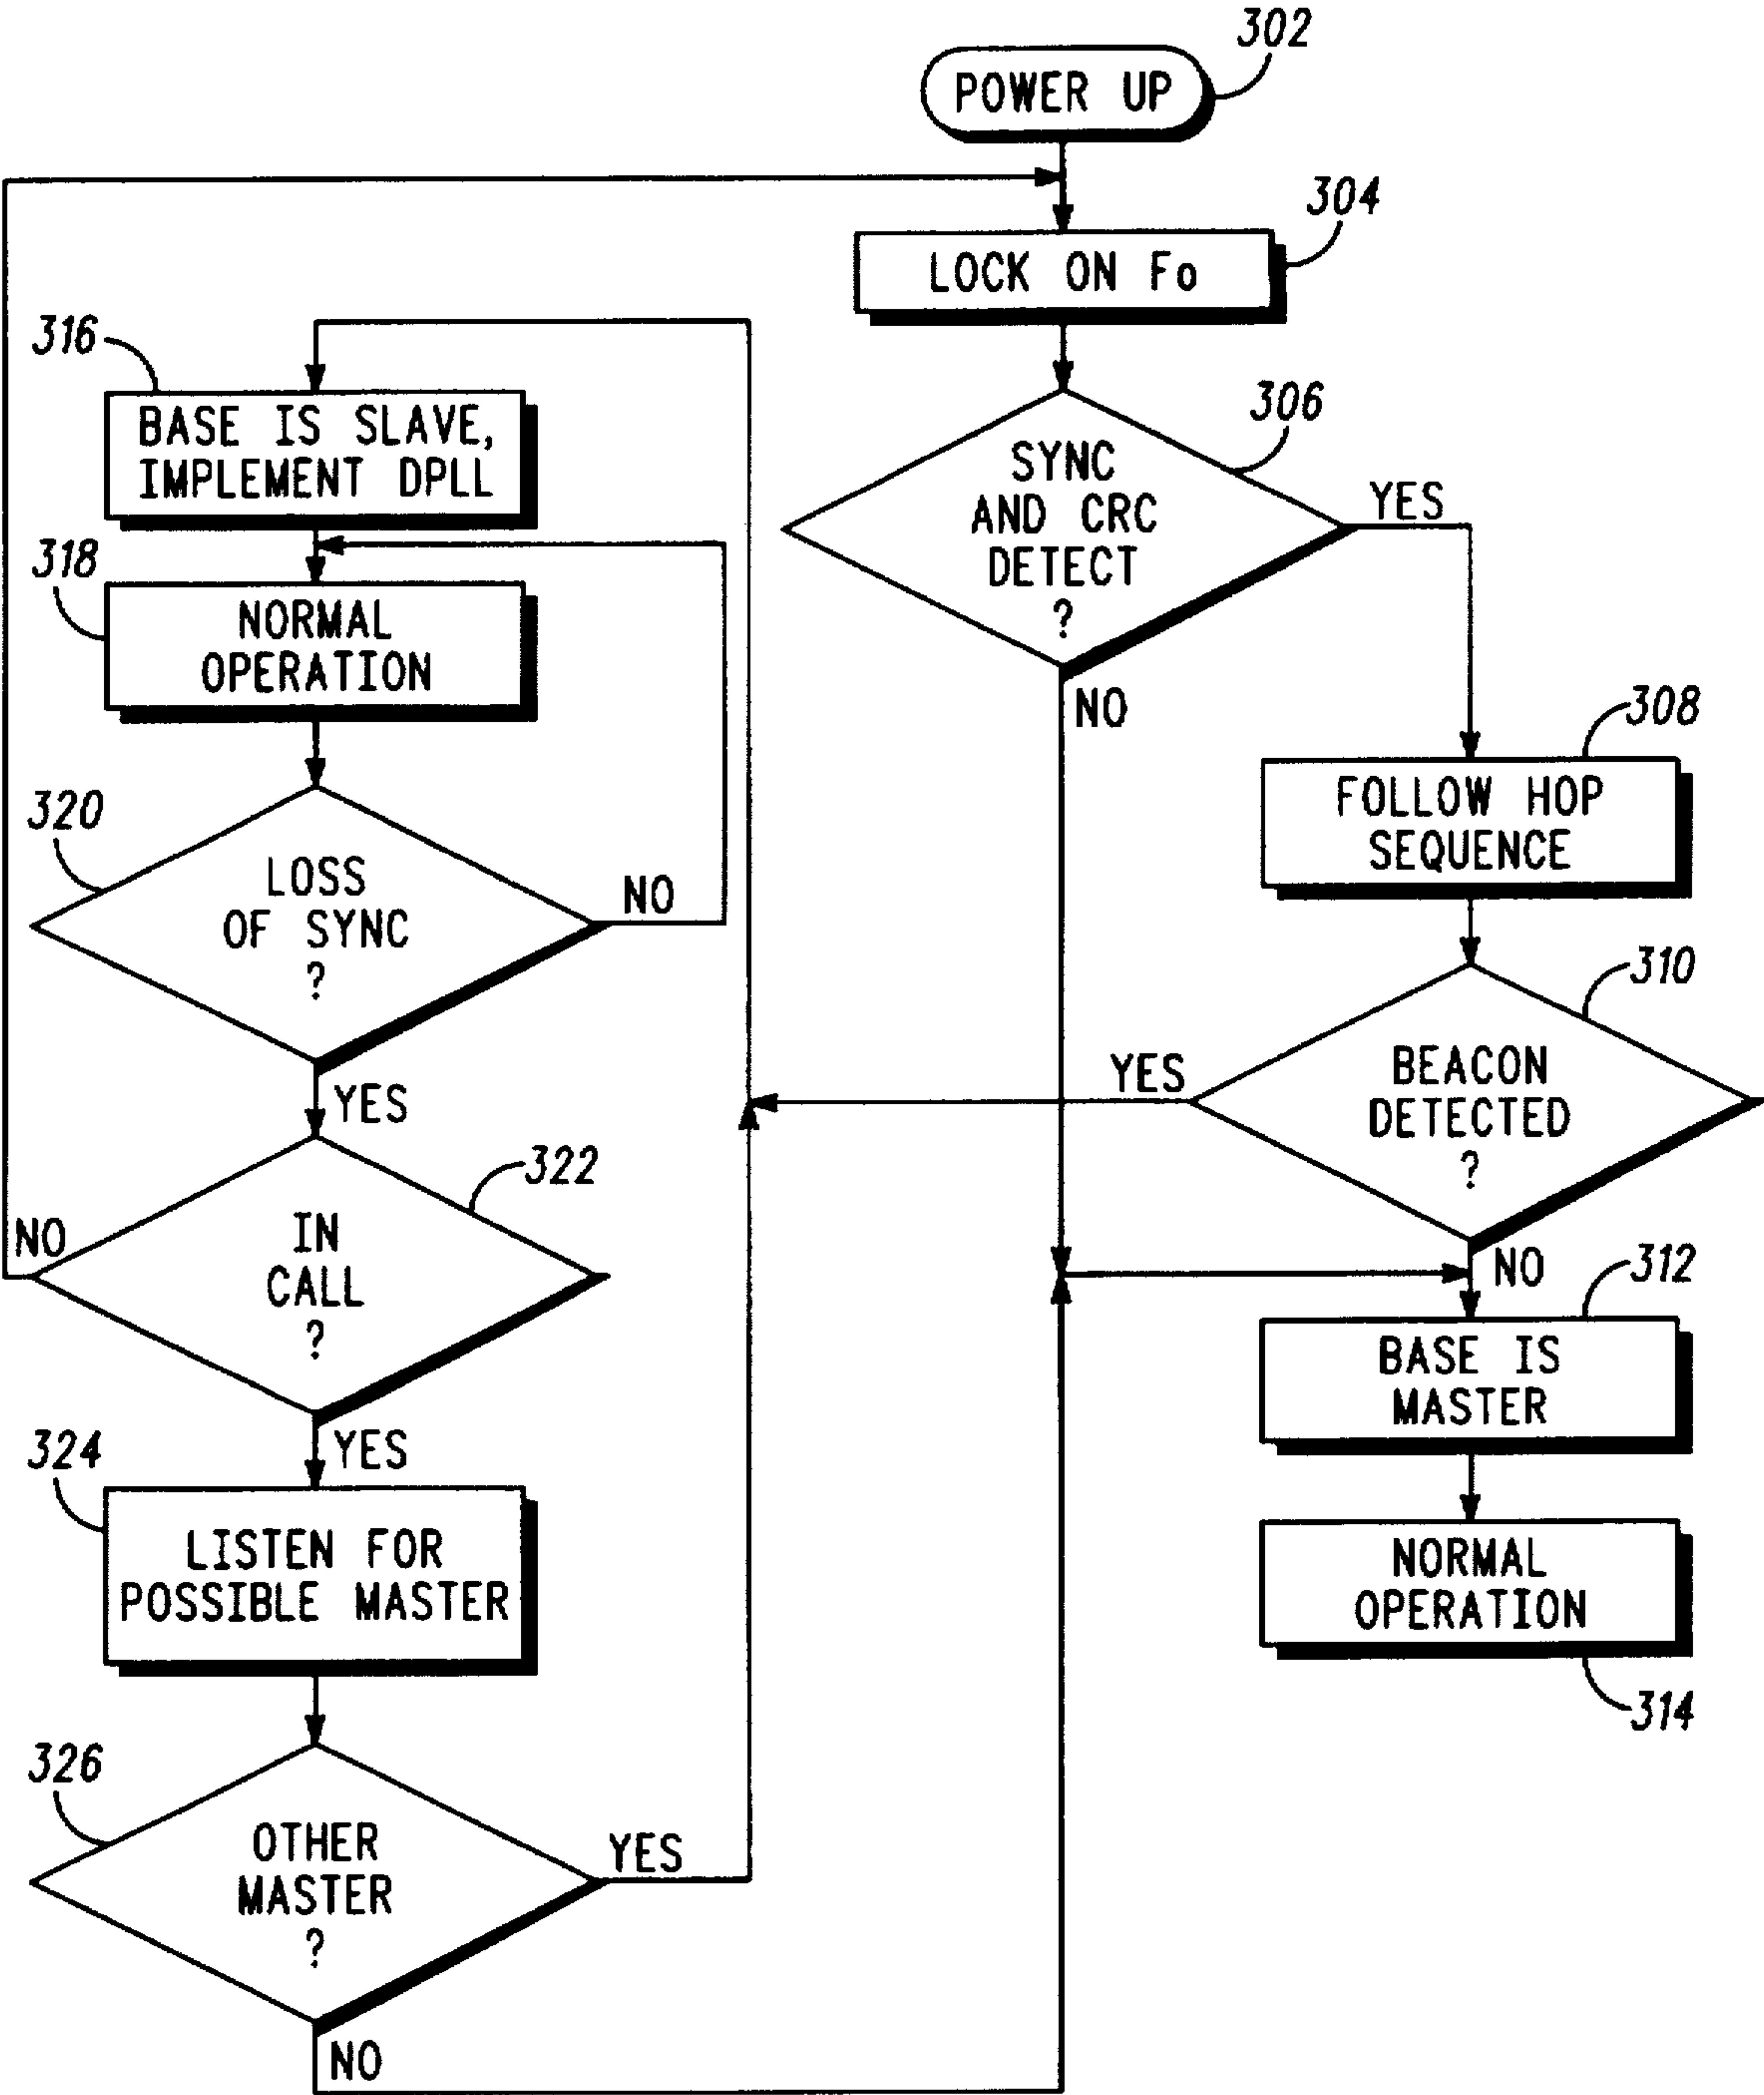 302
POWER UP
304
LOCK ON Fo
316
BASE IS SLAVE,
IMPLEMENT DPLL
306
SYNC
AND CRC
DETECT
?
YES
NO
318
NORMAL
OPERATION
308
FOLLOW HOP
SEQUENCE
320
LOSS
OF SYNC
?
NO
YES
310
BEACON
DETECTED
?
YES
NO
322
IN
CALL
?
NO
YES
312
BASE IS
MASTER
324
LISTEN FOR
POSSIBLE MASTER
NORMAL
OPERATION
314
326
OTHER
MASTER
?
YES
NO